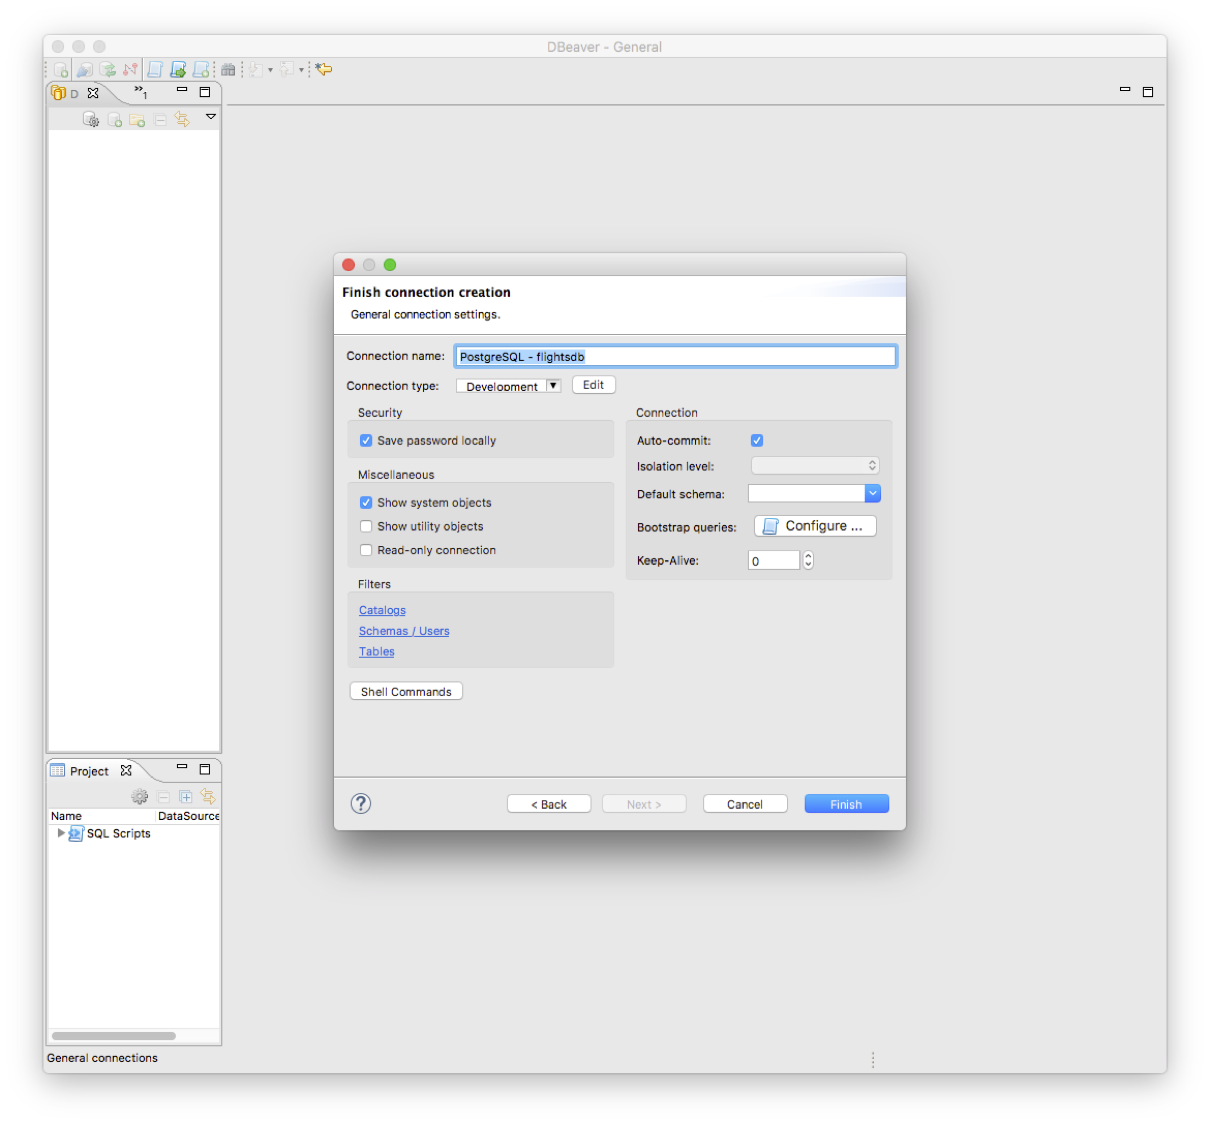 DBeaver - General
D
»1
Finish connection creation
General connection settings.
Connection name: PostgreSQL - flightsdb
Connection type: Development Edit
Security
Save password locally
Miscellaneous
Show system objects
Show utility objects
Read-only connection
Filters
Catalogs
Schemas / Users
Tables
Shell Commands
Connection
Auto-commit:
Isolation level:
Default schema:
Bootstrap queries: Configure ...
Keep-Alive: 0
? < Back Next > Cancel Finish
Project
Name DataSource
SQL Scripts
General connections